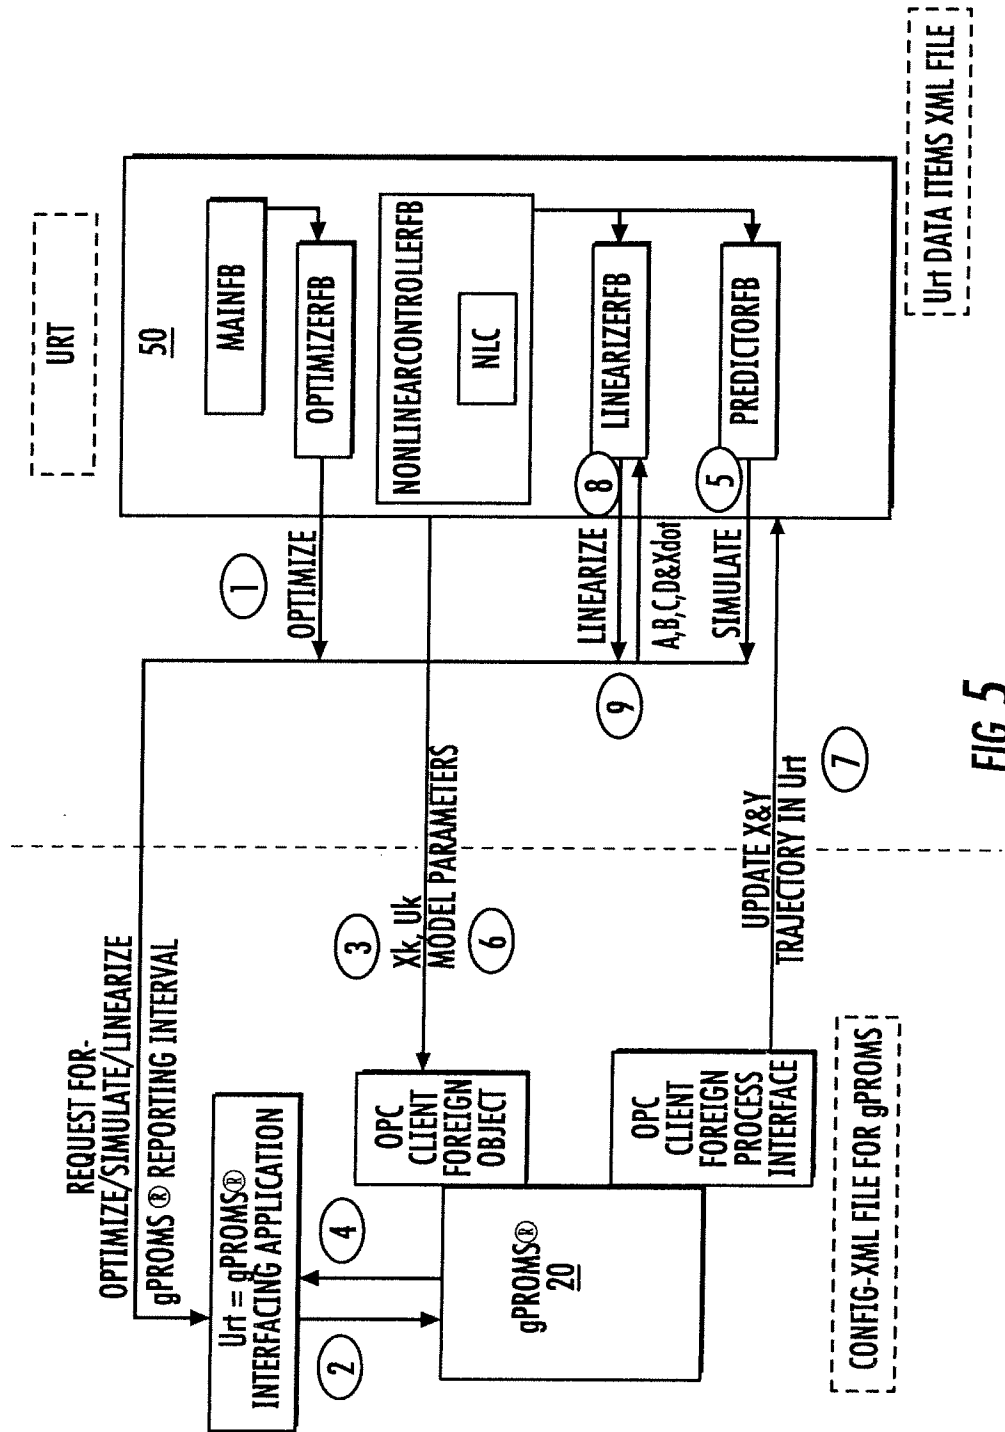 URT
50
MAINFB
OPTIMIZERFB
NONLINEARCONTROLLERFB
NLC
LINEARIZERFB
PREDICTORFB
8
5
Urt DATA ITEMS XML FILE
1
OPTIMIZE
LINEARIZE
A,B,C,D&Xdot
SIMULATE
9
REQUEST FOR-
OPTIMIZE/SIMULATE/LINEARIZE
gPROMS® REPORTING INTERVAL
3
Xk, Uk
MODEL PARAMETERS
6
UPDATE X&Y
TRAJECTORY IN Urt
7
Urt = gPROMS®
INTERFACING APPLICATION
2
4
OPC
CLIENT
FOREIGN
OBJECT
OPC
CLIENT
FOREIGN
PROCESS
INTERFACE
gPROMS®
20
CONFIG-XML FILE FOR gPROMS
FIG 5